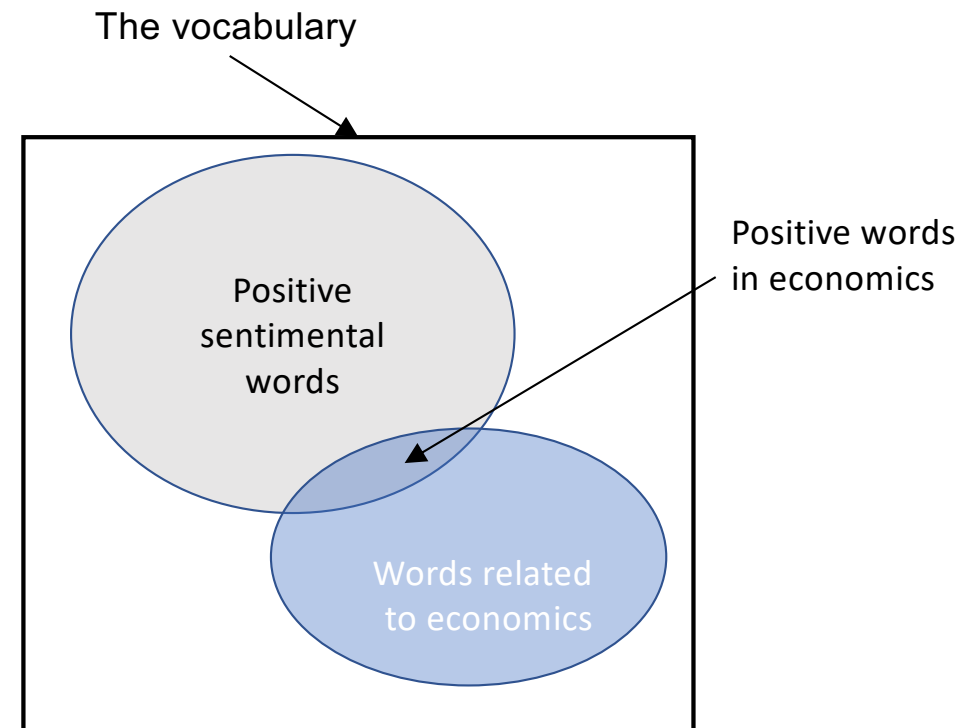 The vocabulary
Positive words
in economics
Positive
sentimental
words
Words related
to economics